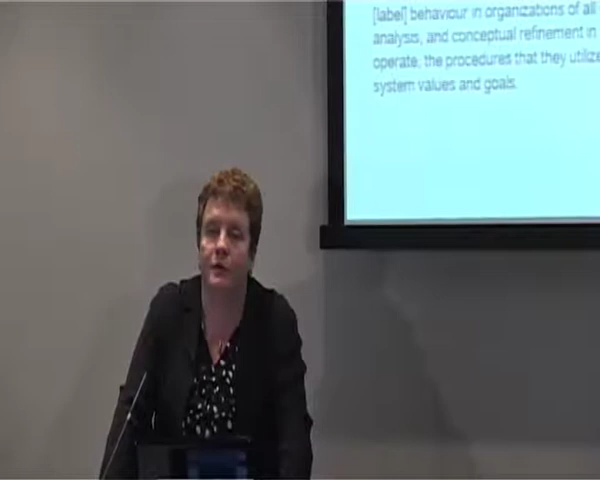 [label] behaviour in organizations of all
analysis, and conceptual refinement in
operate, the procedures that they utilize
system values and goals.